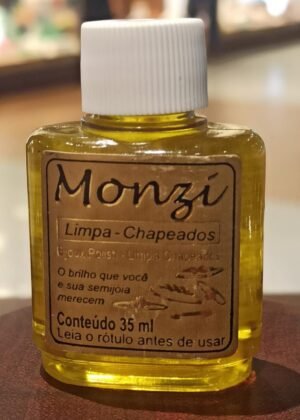 Monzi
Limpa - Chapeados
Bijoux Polish - Limpa Chapeados
O brilho que você
e sua semijoia
merecem
Conteúdo 35 ml
Leia o rótulo antes de usar